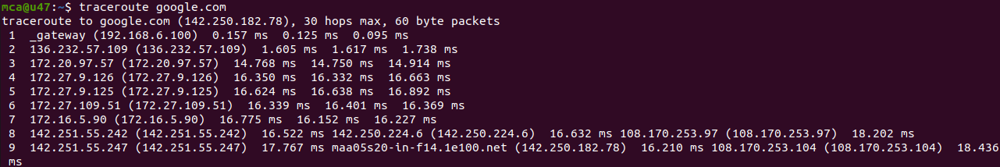 mca@u47:~$ traceroute google.com
traceroute to google.com (142.250.182.78), 30 hops max, 60 byte packets
 1  _gateway (192.168.6.100)  0.157 ms  0.125 ms  0.095 ms
 2  136.232.57.109 (136.232.57.109)  1.605 ms  1.617 ms  1.738 ms
 3  172.20.97.57 (172.20.97.57)  14.768 ms  14.750 ms  14.914 ms
 4  172.27.9.126 (172.27.9.126)  16.350 ms  16.332 ms  16.663 ms
 5  172.27.9.125 (172.27.9.125)  16.624 ms  16.638 ms  16.892 ms
 6  172.27.109.51 (172.27.109.51)  16.339 ms  16.401 ms  16.369 ms
 7  172.16.5.90 (172.16.5.90)  16.775 ms  16.152 ms  16.227 ms
 8  142.251.55.242 (142.251.55.242)  16.522 ms 142.250.224.6 (142.250.224.6)  16.632 ms 108.170.253.97 (108.170.253.97)  18.202 ms
 9  142.251.55.247 (142.251.55.247)  17.767 ms maa05s20-in-f14.1e100.net (142.250.182.78)  16.210 ms 108.170.253.104 (108.170.253.104)  18.436
 ms